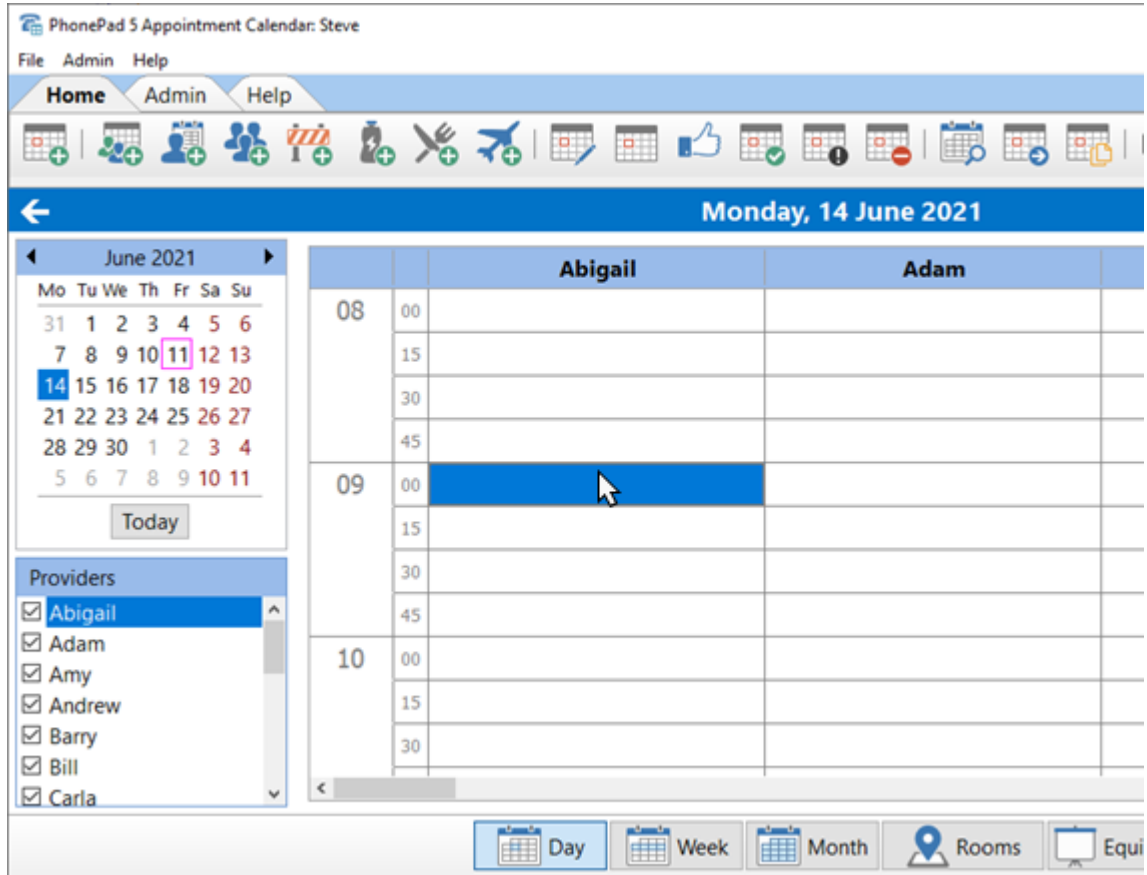 PhonePad 5 Appointment Calendar: Steve
File Admin Help
Home Admin Help
Monday, 14 June 2021
June 2021
Mo Tu We Th Fr Sa Su
31 1 2 3 4 5 6
7 8 9 10 11 12 13
14 15 16 17 18 19 20
21 22 23 24 25 26 27
28 29 30 1 2 3 4
5 6 7 8 9 10 11
Today
Providers
Abigail
Adam
Amy
Andrew
Barry
Bill
Carla
Abigail Adam
08 00
15
30
45
09 00
15
30
45
10 00
15
30
Day Week Month Rooms Equi